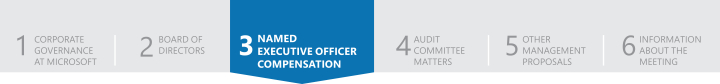 1 CORPORATE
GOVERNANCE
AT MICROSOFT
2 BOARD OF
DIRECTORS
3 NAMED
EXECUTIVE OFFICER
COMPENSATION
4 AUDIT
COMMITTEE
MATTERS
5 OTHER
MANAGEMENT
PROPOSALS
6 INFORMATION
ABOUT THE
MEETING